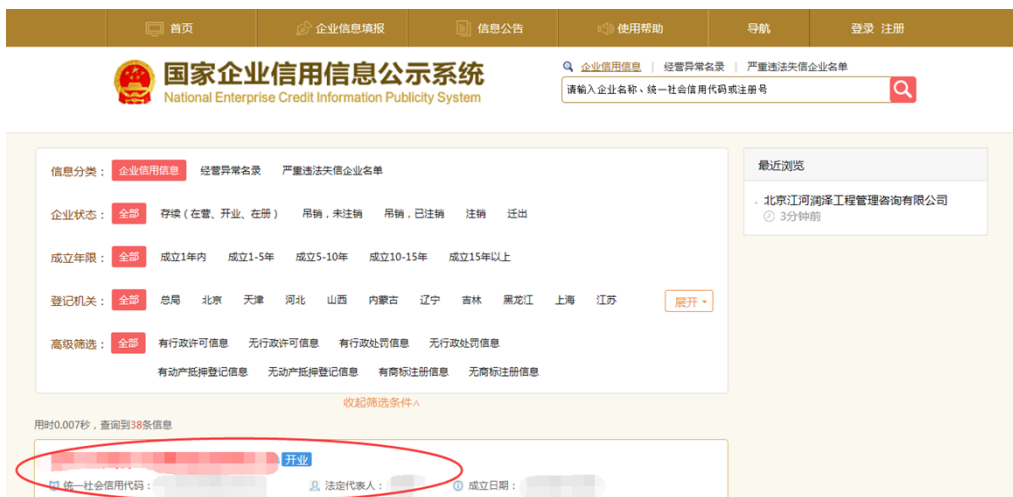 首页 企业信息填报 信息公告 使用帮助 导航 登录 注册
国家企业信用信息公示系统
National Enterprise Credit Information Publicity System
企业信用信息 | 经营异常名录 | 严重违法失信企业名单
请输入企业名称、统一社会信用代码或注册号
信息分类： 企业信用信息 经营异常名录 严重违法失信企业名单
企业状态： 全部 存续（在营、开业、在册） 吊销，未注销 吊销，已注销 注销 迁出
成立年限： 全部 成立1年内 成立1-5年 成立5-10年 成立10-15年 成立15年以上
登记机关： 全部 总局 北京 天津 河北 山西 内蒙古 辽宁 吉林 黑龙江 上海 江苏 展开
高级筛选： 全部 有行政许可信息 无行政许可信息 有行政处罚信息 无行政处罚信息
有动产抵押登记信息 无动产抵押登记信息 有商标注册信息 无商标注册信息
收起筛选条件
最近浏览
北京江河润泽工程管理咨询有限公司
3分钟前
用时0.007秒，查询到38条信息
开业
统一社会信用代码： 法定代表人： 成立日期：